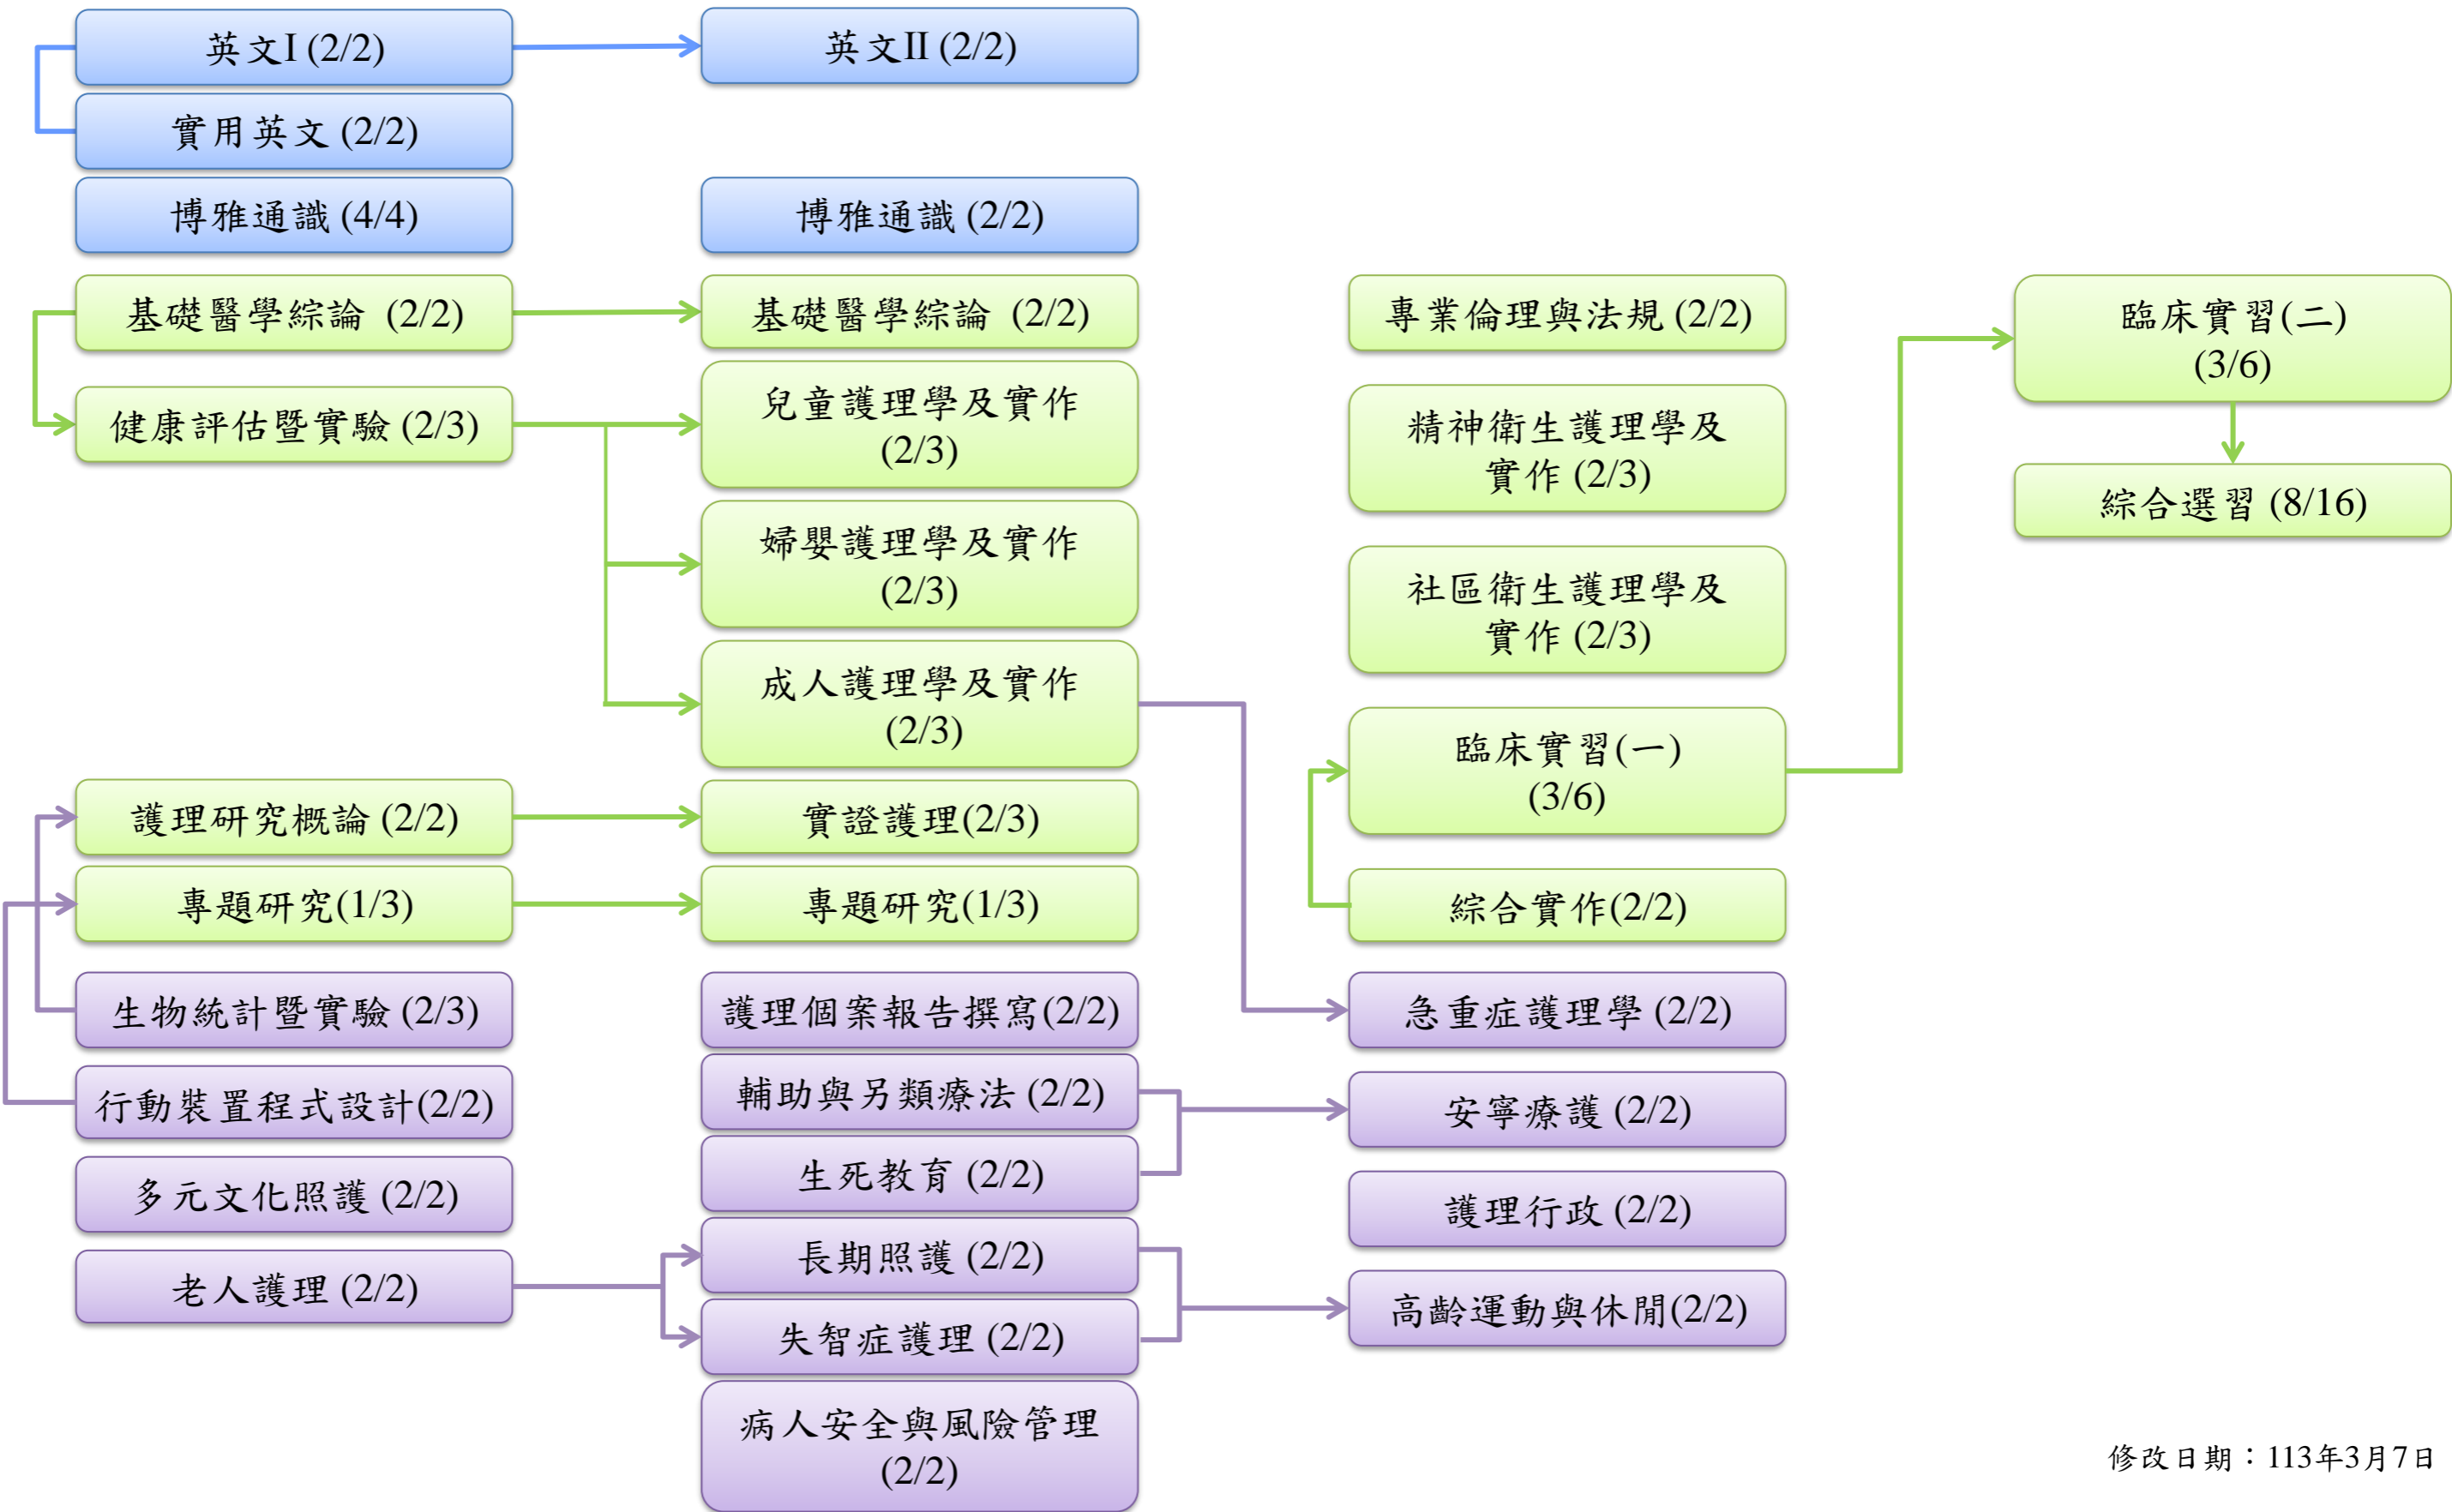 英文I (2/2)
實用英文 (2/2)
博雅通識 (4/4)
基礎醫學綜論 (2/2)
健康評估暨實驗 (2/3)
護理研究概論 (2/2)
專題研究(1/3)
生物統計暨實驗 (2/3)
行動裝置程式設計(2/2)
多元文化照護 (2/2)
老人護理 (2/2)
英文II (2/2)
博雅通識 (2/2)
基礎醫學綜論 (2/2)
兒童護理學及實作
(2/3)
婦嬰護理學及實作
(2/3)
成人護理學及實作
(2/3)
實證護理(2/3)
專題研究(1/3)
護理個案報告撰寫(2/2)
輔助與另類療法 (2/2)
生死教育 (2/2)
長期照護 (2/2)
失智症護理 (2/2)
病人安全與風險管理
(2/2)
專業倫理與法規 (2/2)
精神衛生護理學及
實作 (2/3)
社區衛生護理學及
實作 (2/3)
臨床實習(一)
(3/6)
綜合實作(2/2)
急重症護理學 (2/2)
安寧療護 (2/2)
護理行政 (2/2)
高齡運動與休閒(2/2)
臨床實習(二)
(3/6)
綜合選習 (8/16)
修改日期：113年3月7日